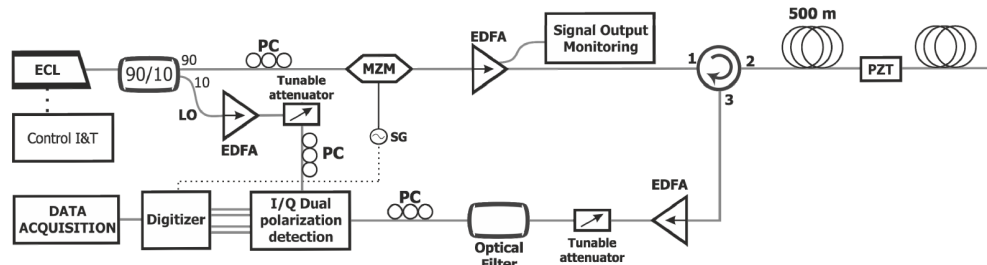 500 m
EDFA
Signal Output
Monitoring
PC
ECL
90/10
90
10
MZM
1
2
3
PZT
Tunable
attenuator
LO
EDFA
Control I&T
SG
PC
EDFA
DATA
ACQUISITION
Digitizer
I/Q Dual
polarization
detection
PC
Optical
Filter
Tunable
attenuator